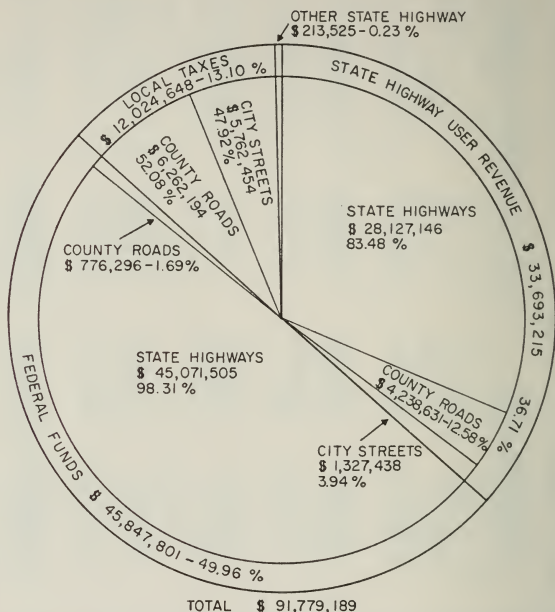 OTHER STATE HIGHWAY
$ 213,525-0.23 %
STATE HIGHWAY USER REVENUE $ 33,693,215 36.71 %
STATE HIGHWAYS
$ 28,127,146
83.48 %
COUNTY ROADS
$ 4,238,631-12.58%
CITY STREETS
$ 1,327,438
3.94 %
LOCAL TAXES
$ 12,024,648-13.10 %
CITY STREETS
$ 5,762,454
47.92%
COUNTY ROADS
$ 6,262,194
52.08 %
COUNTY ROADS
$ 776,296-1.69%
STATE HIGHWAYS
$ 45,071,505
98.31 %
FEDERAL FUNDS $ 45,847,801-49.96 %
TOTAL $ 91,779,189